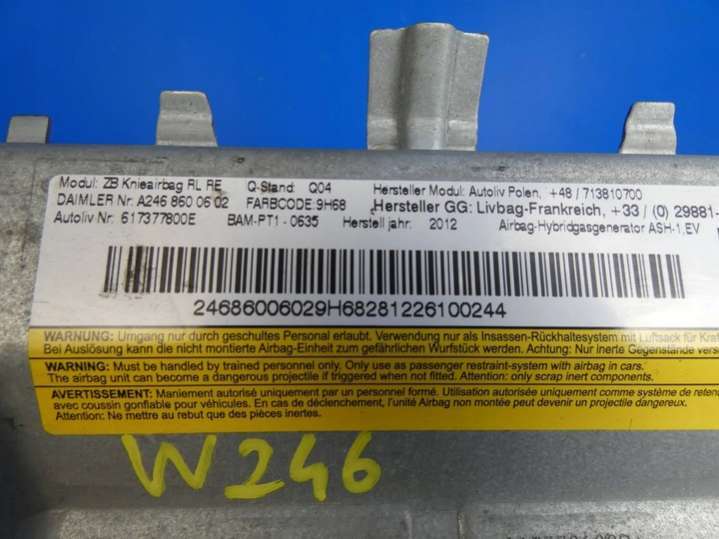 Modul: ZB Knieairbag RL RE Q-Stand: Q04 Hersteller Modul: Autoliv Polen, +48 / 713810700
DAIMLER Nr: A246 860 06 02 FARBCODE: 9H68 Hersteller GG: Livbag-Frankreich, +33 / (0) 29881-
Autoliv Nr: 617377800E BAM-PT1 - 0635 Herstelljahr: 2012 Airbag-Hybridgasgenerator ASH-1,EV
24686006029H68281226100244
WARNUNG: Umgang nur durch geschultes Personal erlaubt. Verwendung nur als Insassen-Rückhaltesystem mit Luftsack für Kraf
Bei Auslösung kann die nicht montierte Airbag-Einheit zum gefährlichen Wurfstück werden. Achtung: Nur inerte Gegenstände vers
WARNING: Must be handled by trained personnel only. Only use as passenger restraint-system with airbag in cars.
The airbag unit can become a dangerous projectile if triggered when not fitted. Attention: only scrap inert components.
AVERTISSEMENT: Maniement autorisé uniquement par un personnel formé. Utilisation autorisée uniquement comme système de reten
avec coussin gonflable pour véhicules. En cas de déclenchement, l'unité Airbag non montée peut devenir un projectile dangereux.
Attention: Ne mettre au rebut que des pièces inertes.
W246